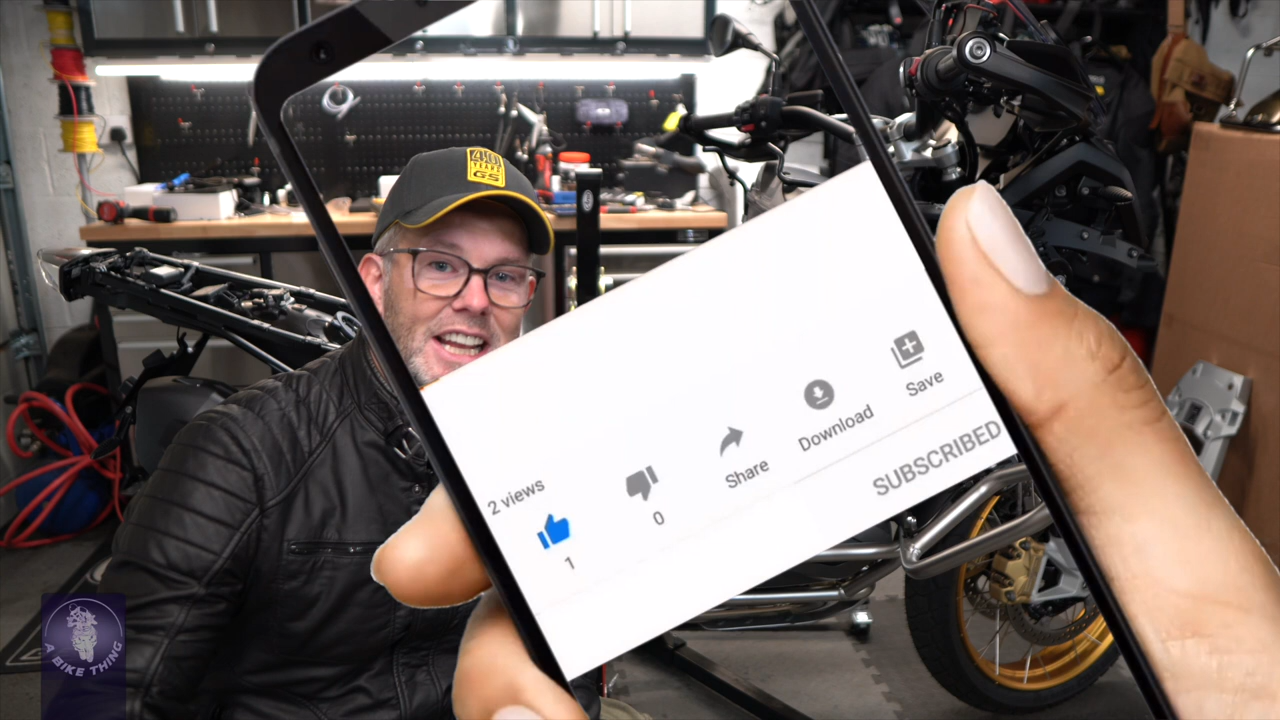 40
YEARS
GS
2 views
1
0
Share
Download
Save
SUBSCRIBED
A BIKE THING